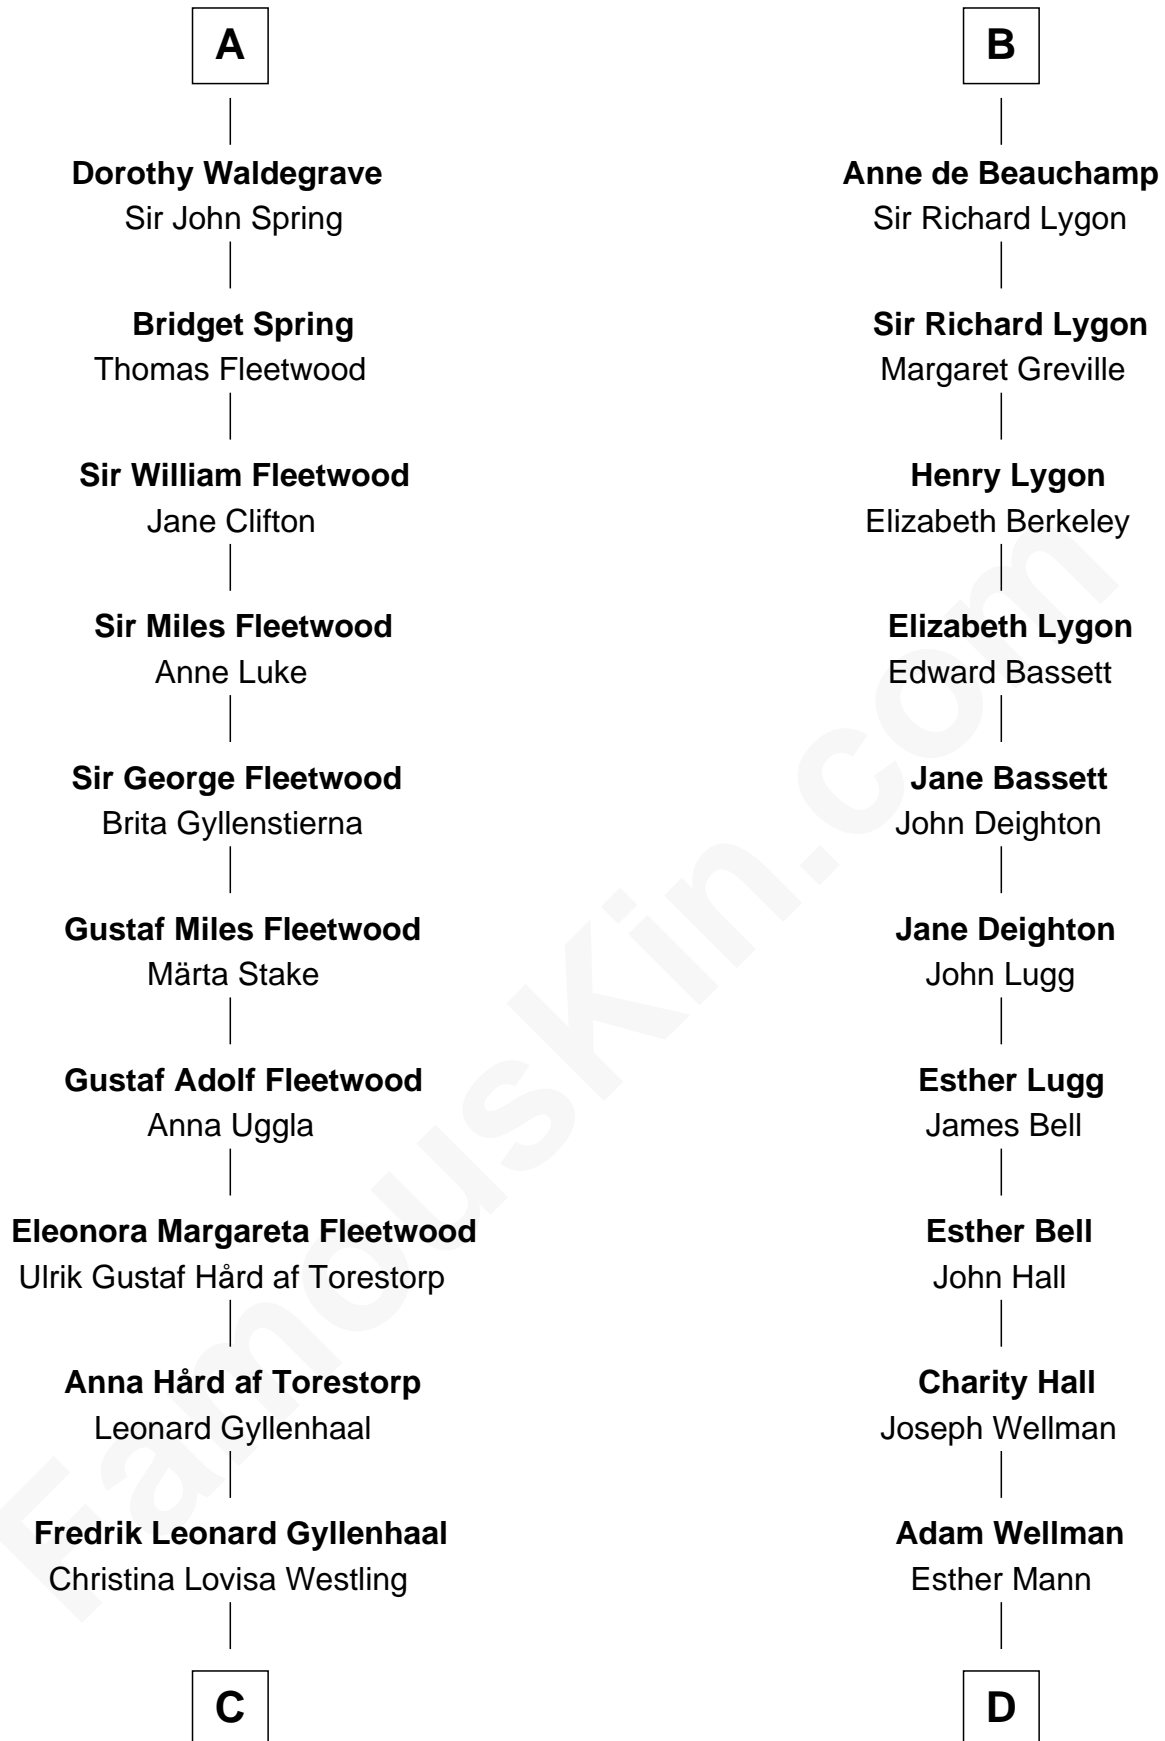 A
Dorothy Waldegrave
Sir John Spring
Bridget Spring
Thomas Fleetwood
Sir William Fleetwood
Jane Clifton
Sir Miles Fleetwood
Anne Luke
Sir George Fleetwood
Brita Gyllenstierna
Gustaf Miles Fleetwood
Märta Stake
Gustaf Adolf Fleetwood
Anna Uggla
Eleonora Margareta Fleetwood
Ulrik Gustaf Hård af Torestorp
Anna Hård af Torestorp
Leonard Gyllenhaal
Fredrik Leonard Gyllenhaal
Christina Lovisa Westling
C
B
Anne de Beauchamp
Sir Richard Lygon
Sir Richard Lygon
Margaret Greville
Henry Lygon
Elizabeth Berkeley
Elizabeth Lygon
Edward Bassett
Jane Bassett
John Deighton
Jane Deighton
John Lugg
Esther Lugg
James Bell
Esther Bell
John Hall
Charity Hall
Joseph Wellman
Adam Wellman
Esther Mann
D
FamousKin.com